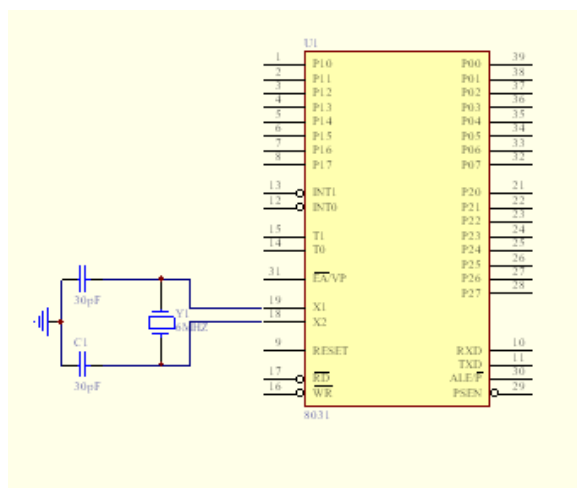 U1
1 P10 P00 39
2 P11 P01 38
3 P12 P02 37
4 P13 P03 36
5 P14 P04 35
6 P15 P05 34
7 P16 P06 33
8 P17 P07 32
13 INT1 P20 21
12 INT0 P21 22
P22 23
15 T1 P23 24
14 T0 P24 25
P25 26
31 EA/VP P26 27
P27 28
19 X1
18 X2
9 RESET RXD 10
TXD 11
17 RD ALE/P 30
16 WR PSEN 29
8031
30pF
Y1
6MHZ
C1
30pF